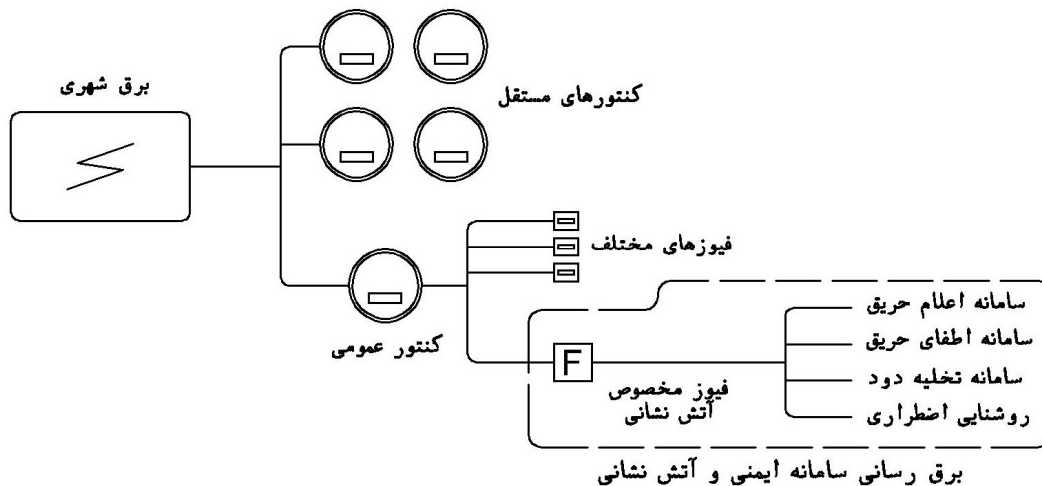 برق شهری
کنتورهای مستقل
فیوزهای مختلف
کنتور عمومی
سامانه اعلام حریق
سامانه اطفای حریق
سامانه تخلیه دود
روشنایی اضطراری
F
فیوز مخصوص
آتش نشانی
برق رسانی سامانه ایمنی و آتش نشانی